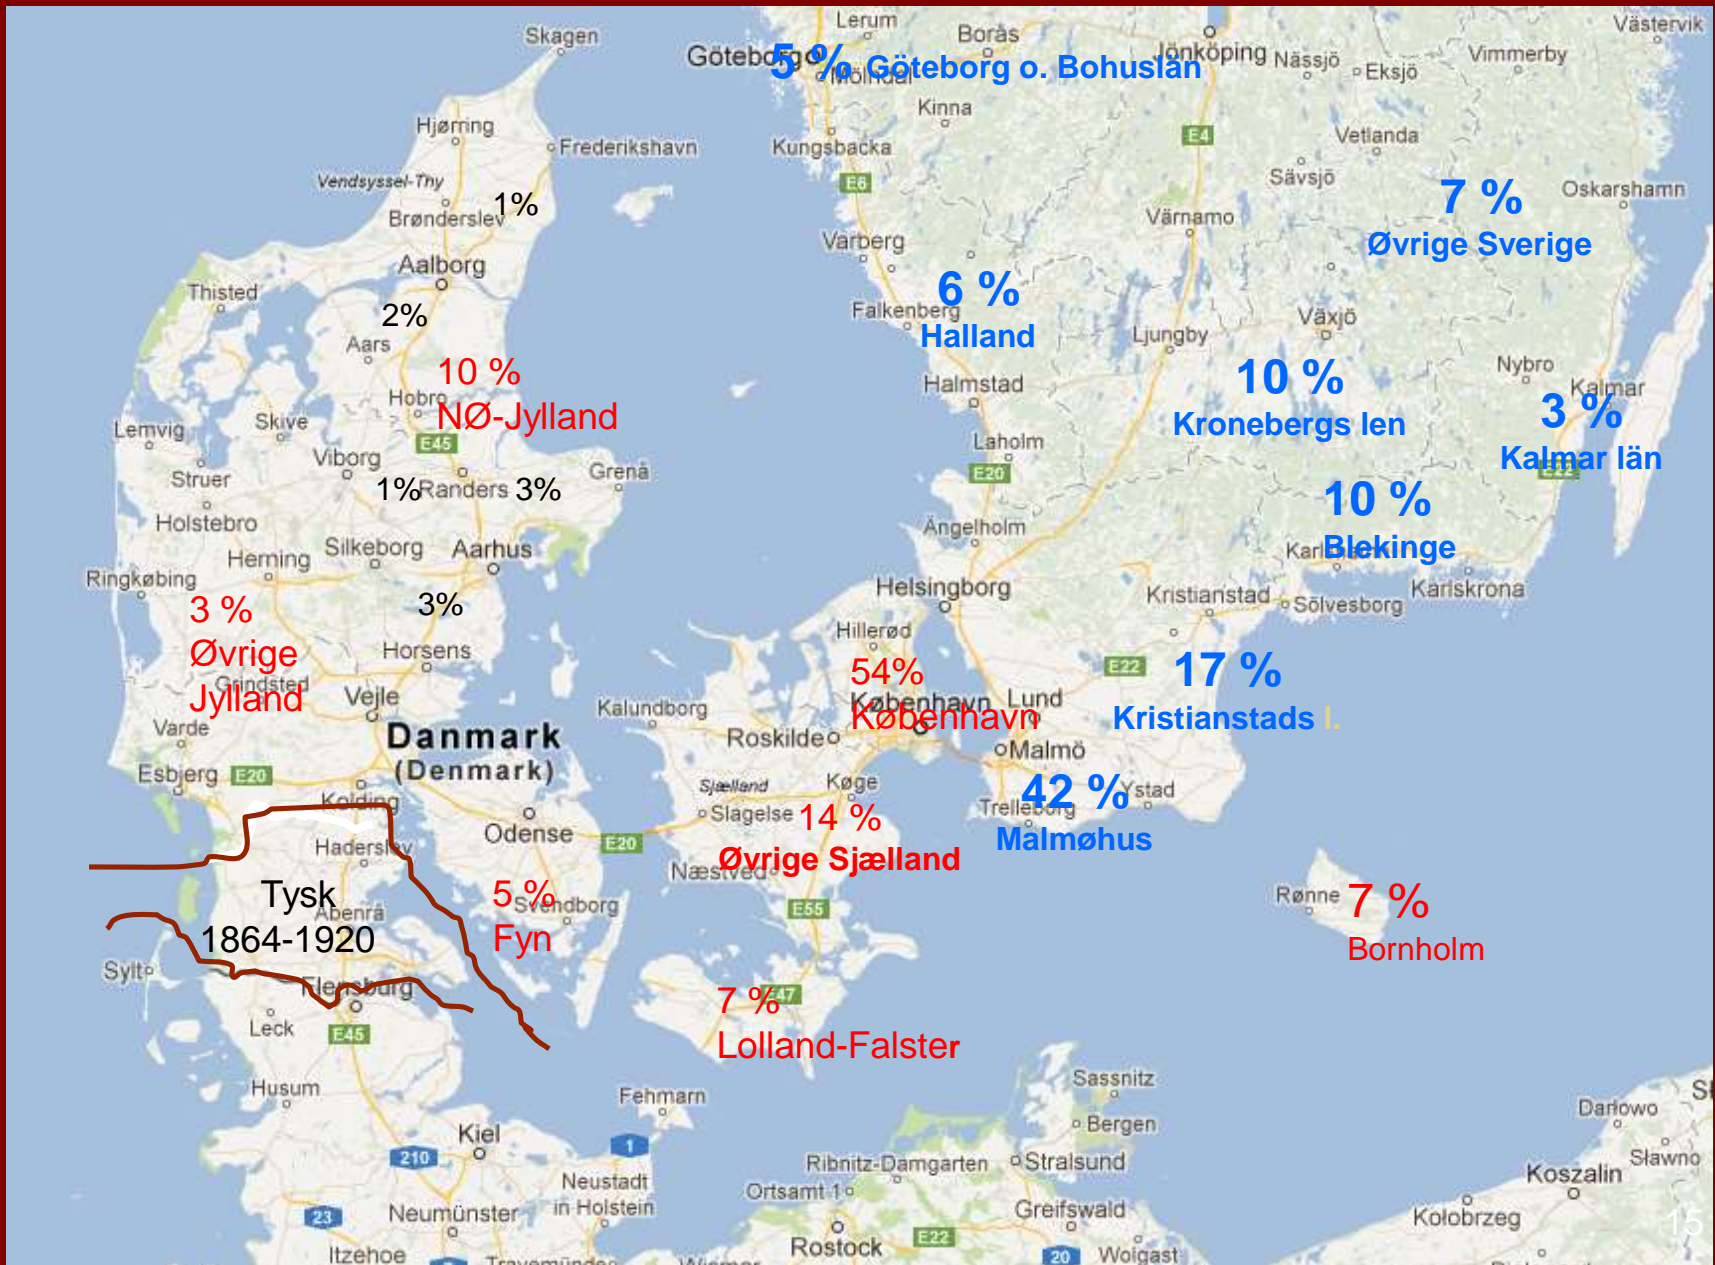 Skagen
Göteborg
Lerum
Borås
Jönköping
Nässjö
Eksjö
Vimmerby
Västervik
5 % Göteborg o. Bohuslän
Mölndal
Kinna
Hjørring
Frederikshavn
Kungsbacka
E4
Vetlanda
Vendsyssel-Thy
E6
Sävsjö
7 %
Øvrige Sverige
Oskarshamn
1%
Brønderslev
Värnamo
Varberg
Aalborg
Thisted
6 %
Halland
Falkenberg
2%
Växjö
Ljungby
Aars
10 %
NØ-Jylland
Hobro
Nybro
Kalmar
Halmstad
10 %
Kronebergs len
3 %
Kalmar län
E22
Lemvig
Skive
E45
Laholm
Viborg
Grenå
Struer
E20
1%
Randers
3%
10 %
Blekinge
Holstebro
Ängelholm
Silkeborg
Aarhus
Herning
Karlskrona
Ringkøbing
Helsingborg
Kristianstad
Sölvesborg
3 %
Øvrige
Jylland
3%
Hillerød
Horsens
Grindsted
54%
København
København
E22
17 %
Kristianstads l.
Vejle
Kalundborg
Lund
Varde
Danmark
(Denmark)
Roskilde
Malmö
Esbjerg
E20
Sjælland
Køge
42 %
Malmøhus
Ystad
Trelleborg
Kolding
Slagelse
14 %
Øvrige Sjælland
Odense
E20
Haderslev
Næstved
Tysk
1864-1920
Abenrå
5 %
Fyn
Svendborg
E55
Rønne
7 %
Bornholm
Sylt
Flensburg
7 %
Lolland-Falster
E47
Leck
E45
Husum
Fehmarn
Sassnitz
Darłowo
Kiel
1
Bergen
210
Ribnitz-Damgarten
Stralsund
Sławno
Koszalin
Neustadt
in Holstein
Ortsamt 1
23
Neumünster
Greifswald
Kołobrzeg
15
Itzehoe
Rostock
E22
20
Wolgast